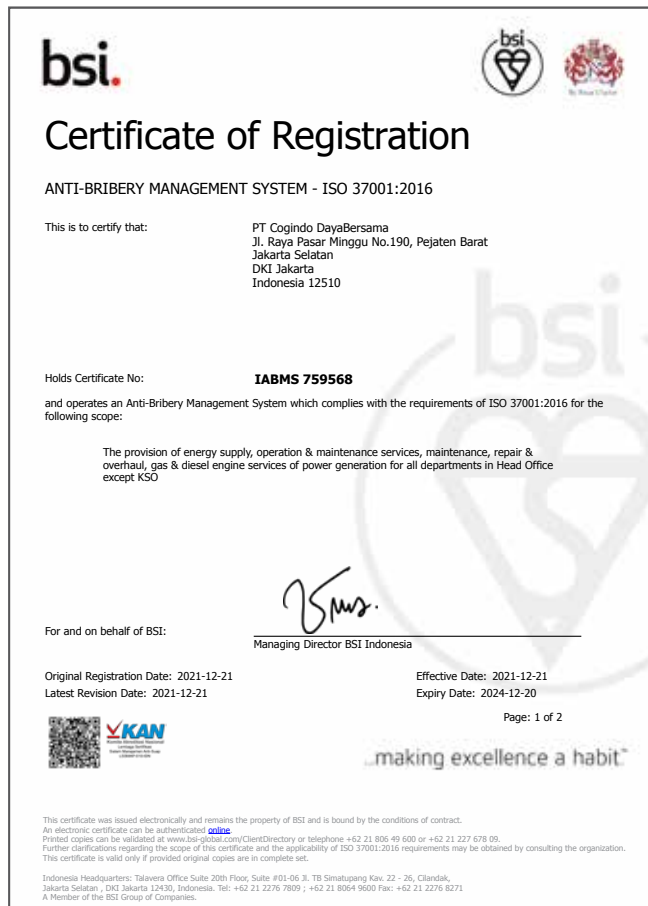 bsi.
bsi
By Royal Charter
Certificate of Registration
ANTI-BRIBERY MANAGEMENT SYSTEM - ISO 37001:2016
This is to certify that:
PT Cogindo DayaBersama
Jl. Raya Pasar Minggu No.190, Pejaten Barat
Jakarta Selatan
DKI Jakarta
Indonesia 12510
bsi
Holds Certificate No:
IABMS 759568
and operates an Anti-Bribery Management System which complies with the requirements of ISO 37001:2016 for the
following scope:
The provision of energy supply, operation & maintenance services, maintenance, repair &
overhaul, gas & diesel engine services of power generation for all departments in Head Office
except KSO
For and on behalf of BSI:
Managing Director BSI Indonesia
Original Registration Date: 2021-12-21
Effective Date: 2021-12-21
Latest Revision Date: 2021-12-21
Expiry Date: 2024-12-20
Page: 1 of 2
KAN
Komite Akreditasi Nasional
...making excellence a habit.™
This certificate was issued electronically and remains the property of BSI and is bound by the conditions of contract.
An electronic certificate can be authenticated online.
Printed copies can be validated at www.bsi-global.com/ClientDirectory or telephone +62 21 806 49 600 or +62 21 227 678 09.
Further clarifications regarding the scope of this certificate and the applicability of ISO 37001:2016 requirements may be obtained by consulting the organization.
This certificate is valid only if provided original copies are in complete set.
Indonesia Headquarters: Talavera Office Suite 20th Floor, Suite #01-06 Jl. TB Simatupang Kav. 22 - 26, Cilandak,
Jakarta Selatan , DKI Jakarta 12430, Indonesia. Tel: +62 21 2276 7809 ; +62 21 8064 9600 Fax: +62 21 2276 8271
A Member of the BSI Group of Companies.